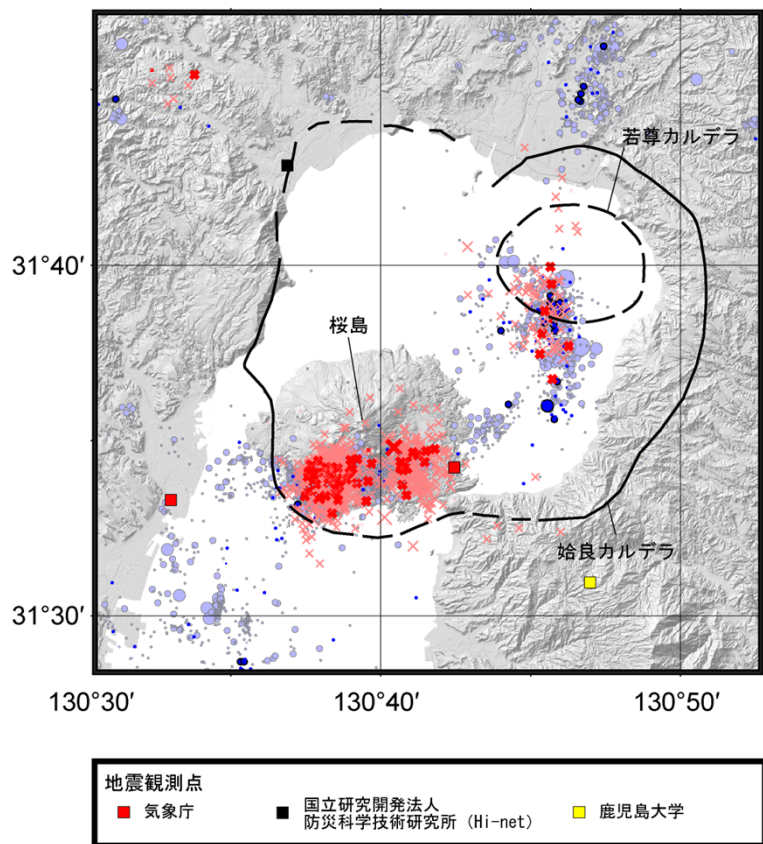 若尊カルデラ
31°40′
桜島
姶良カルデラ
31°30′
130°30′
130°40′
130°50′
地震観測点
気象庁
国立研究開発法人
防災科学技術研究所 (Hi-net)
鹿児島大学